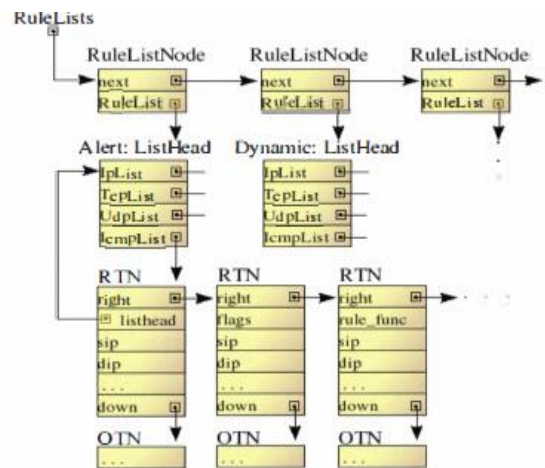 RuleLists
RuleListNode RuleListNode RuleListNode
next next next
RuleList RuleList RuleList
Alert: ListHead Dynamic: ListHead
IpList IpList
TcpList TcpList
UdpList UdpList
IcmpList IcmpList
RTN RTN RTN
right right right
listhead flags rule_func
sip sip sip
dip dip dip
... ... ...
down down down
OTN OTN OTN
... ... ...